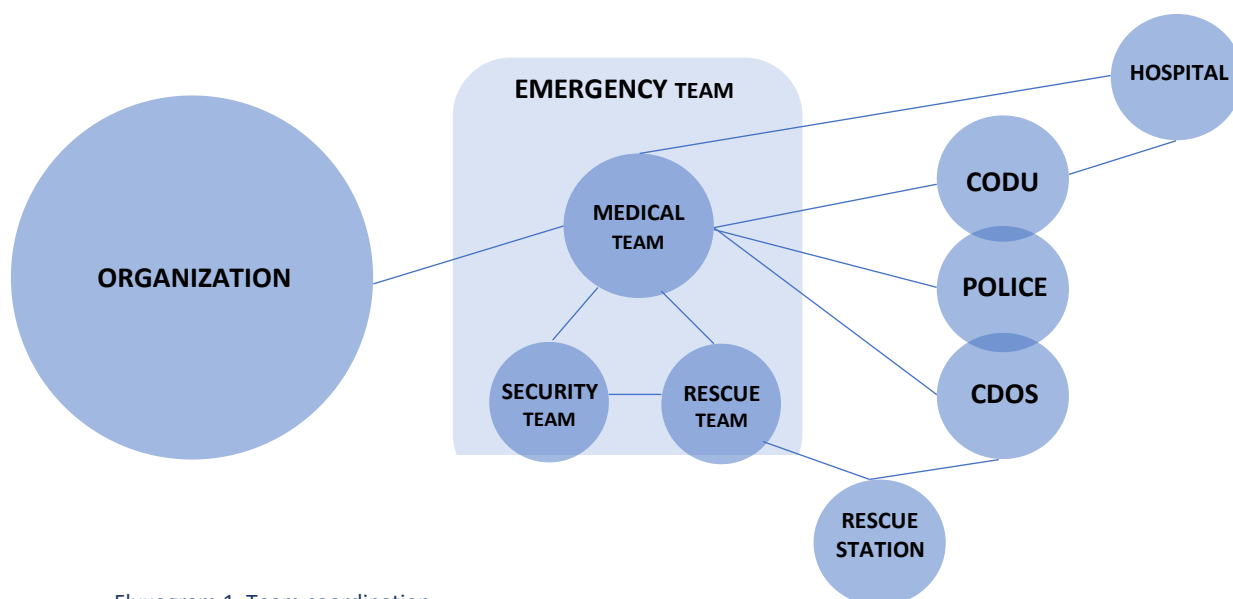 EMERGENCY TEAM
HOSPITAL
CODU
MEDICAL
TEAM
ORGANIZATION
POLICE
SECURITY
TEAM
RESCUE
TEAM
CDOS
RESCUE
STATION